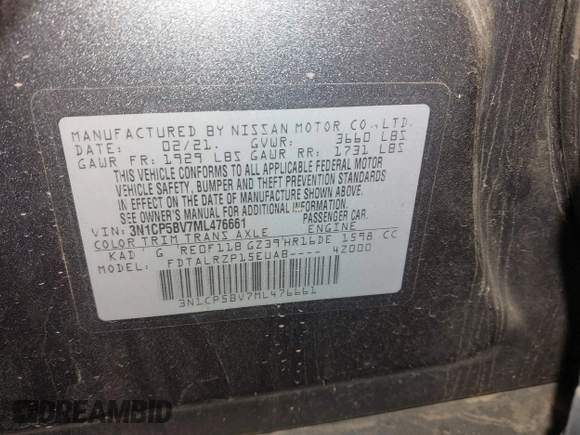 MANUFACTURED BY NISSAN MOTOR CO., LTD.
DATE: 02/21. GVWR: 3660 LBS
GAWR FR: 1929 LBS GAWR RR: 1731 LBS
THIS VEHICLE CONFORMS TO ALL APPLICABLE FEDERAL MOTOR
VEHICLE SAFETY, BUMPER AND THEFT PREVENTION STANDARDS
IN EFFECT ON THE DATE OF MANUFACTURE SHOWN ABOVE.
SEE OWNER'S MANUAL FOR ADDITIONAL INFORMATION.
VIN: 3N1CP5BV7ML476661 PASSENGER CAR.
COLOR TRIM TRANS AXLE ENGINE
KAD G RE0F11B GZ39 HR16DE 1598 CC
MODEL: FDTALRZP15EUAB---- 42000
3N1CP5BV7ML476661
DREAMBID